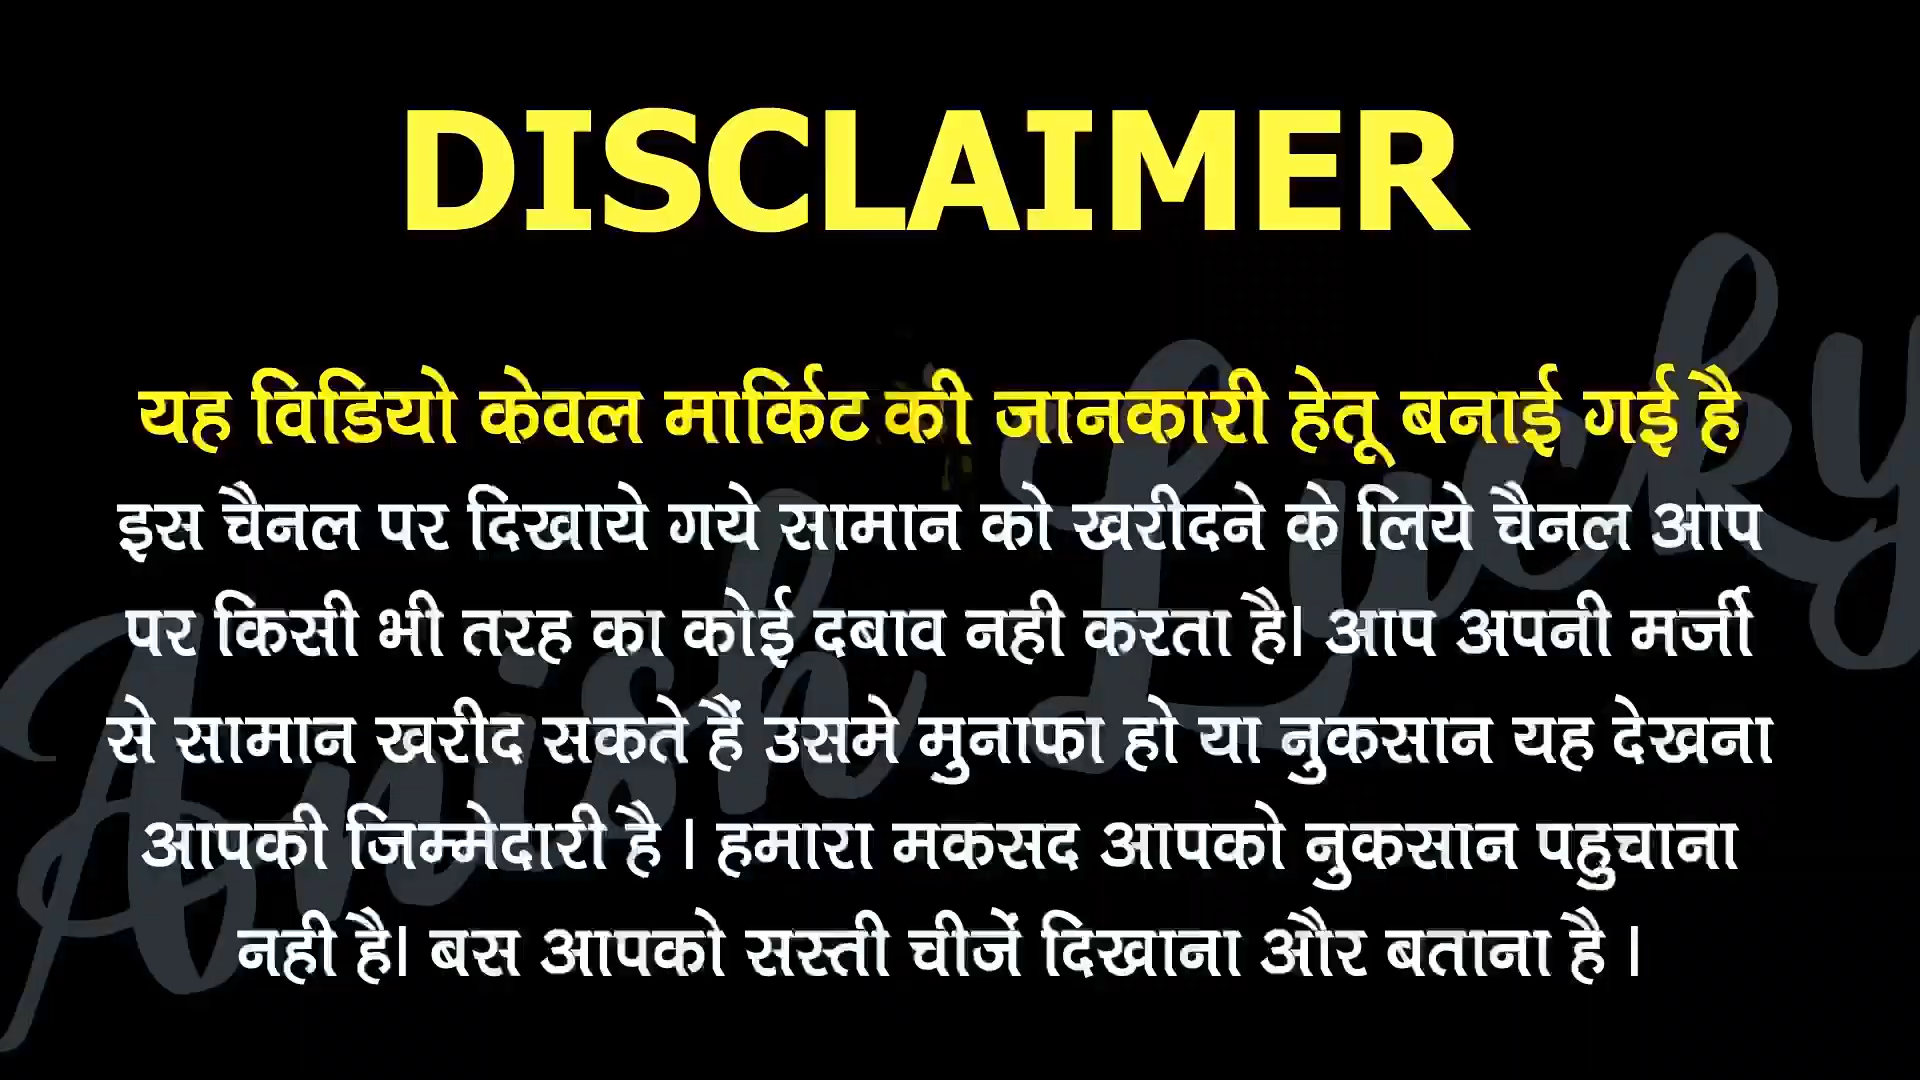 DISCLAIMER
यह विडियो केवल मार्किट की जानकारी हेतू बनाई गई है
इस चैनल पर दिखाये गये सामान को खरीदने के लिये चैनल आप
पर किसी भी तरह का कोई दबाव नही करता है। आप अपनी मर्जी
से सामान खरीद सकते हैं उसमे मुनाफा हो या नुकसान यह देखना
आपकी जिम्मेदारी है । हमारा मकसद आपको नुकसान पहुचाना
नही है। बस आपको सस्ती चीजें दिखाना और बताना है ।
Anish Lucky